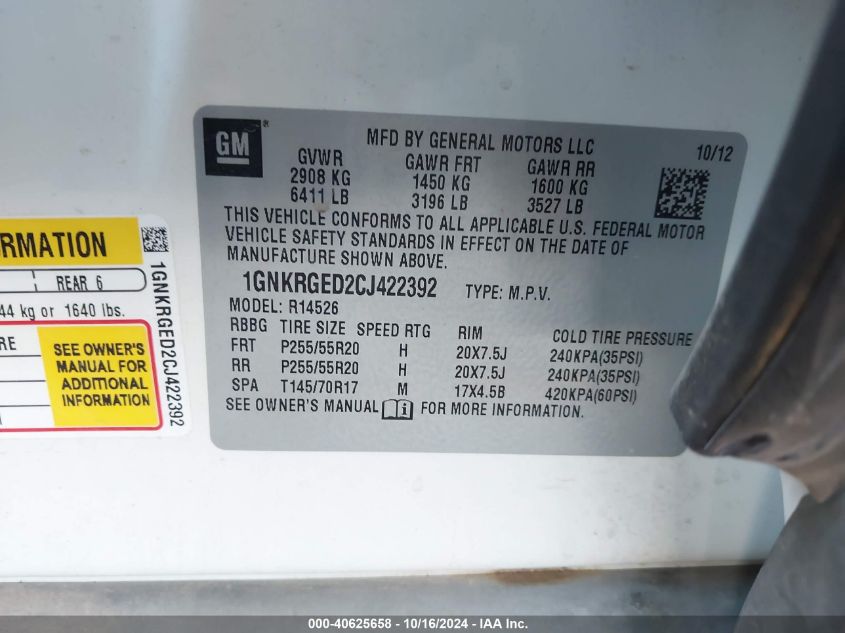 GM®
MFD BY GENERAL MOTORS LLC
10/12
GVWR GAWR FRT GAWR RR
2908 KG 1450 KG 1600 KG
6411 LB 3196 LB 3527 LB
THIS VEHICLE CONFORMS TO ALL APPLICABLE U.S. FEDERAL MOTOR
VEHICLE SAFETY STANDARDS IN EFFECT ON THE DATE OF
MANUFACTURE SHOWN ABOVE.
1GNKRGED2CJ422392 TYPE: M.P.V.
MODEL: R14526
RBBG TIRE SIZE SPEED RTG RIM COLD TIRE PRESSURE
FRT P255/55R20 H 20X7.5J 240KPA(35PSI)
RR P255/55R20 H 20X7.5J 240KPA(35PSI)
SPA T145/70R17 M 17X4.5B 420KPA(60PSI)
SEE OWNER'S MANUAL i FOR MORE INFORMATION.
RMATION
REAR 6
44 kg or 1640 lbs.
RE
SEE OWNER'S
MANUAL FOR
ADDITIONAL
INFORMATION
1GNKRGED2CJ422392
000-40625658 - 10/16/2024 - IAA Inc.